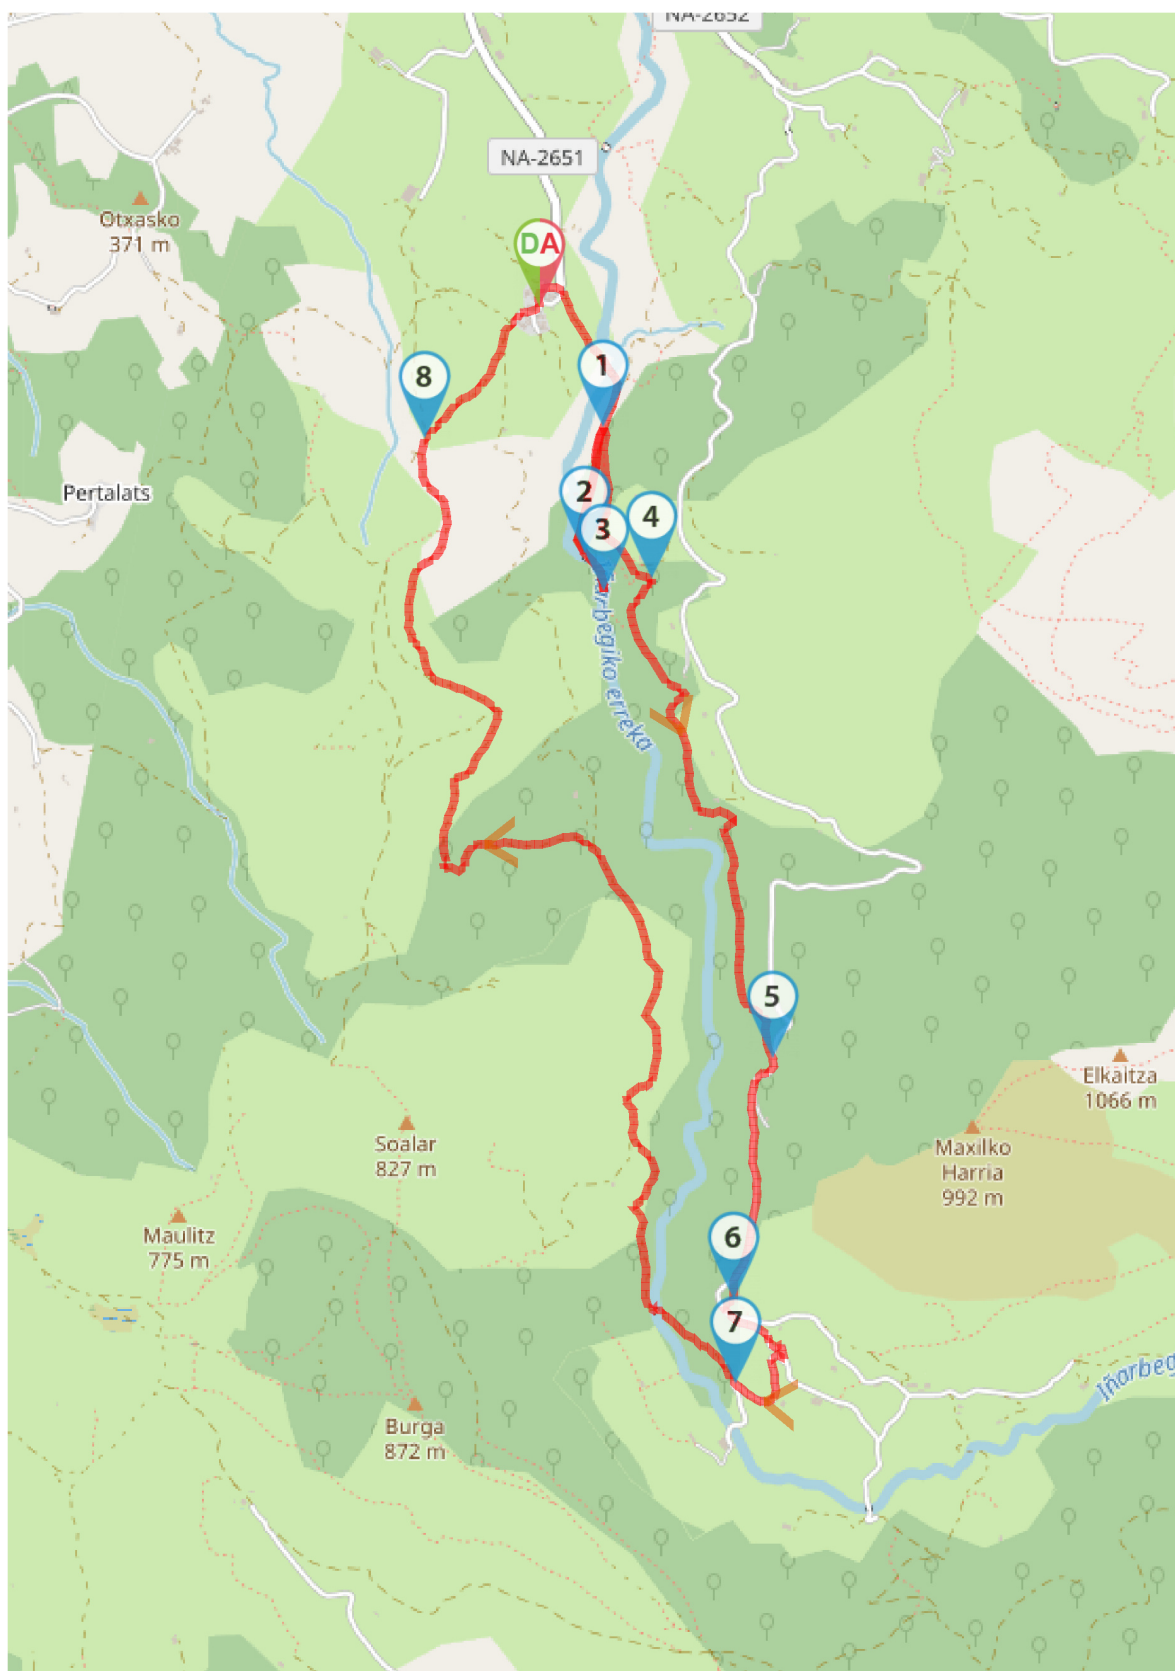 NA-2652
NA-2651
Otxasko
371 m
DA
1
8
2
Pertalats
3
4
Iñarbegiko erreka
5
Elkaitza
1066 m
Soalar
827 m
Maxilko
Harria
992 m
Maulitz
775 m
6
7
Burga
872 m